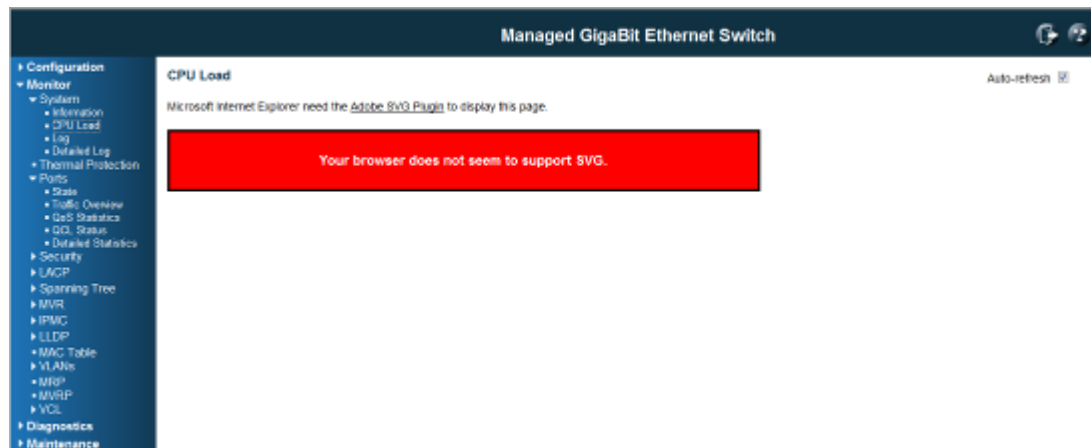 Managed GigaBit Ethernet Switch
Configuration
Monitor
System
Information
CPU Load
Log
Detailed Log
Thermal Protection
Ports
State
Traffic Overview
QoS Statistics
QCL Status
Detailed Statistics
Security
LACP
Spanning Tree
MVR
IPMC
LLDP
MAC Table
VLANs
MRP
MVRP
VCL
Diagnostics
Maintenance
CPU Load
Auto-refresh
Microsoft Internet Explorer need the Adobe SVG Plugin to display this page.
Your browser does not seem to support SVG.